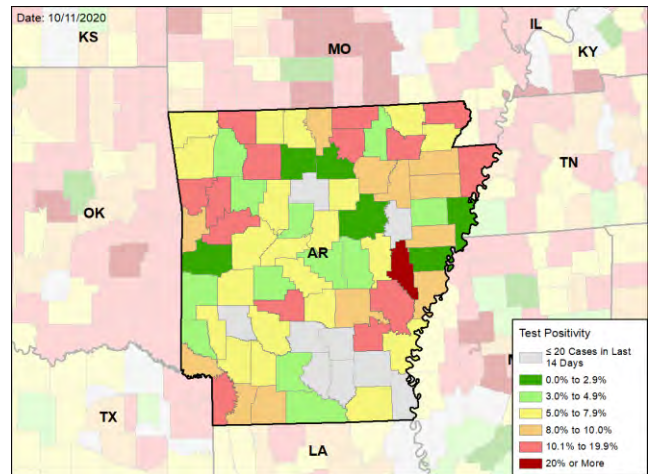 Date: 10/11/2020
KS
MO
IL
KY
OK
TN
AR
TX
LA
Test Positivity
≤ 20 Cases in Last
14 Days
0.0% to 2.9%
3.0% to 4.9%
5.0% to 7.9%
8.0% to 10.0%
10.1% to 19.9%
20% or More